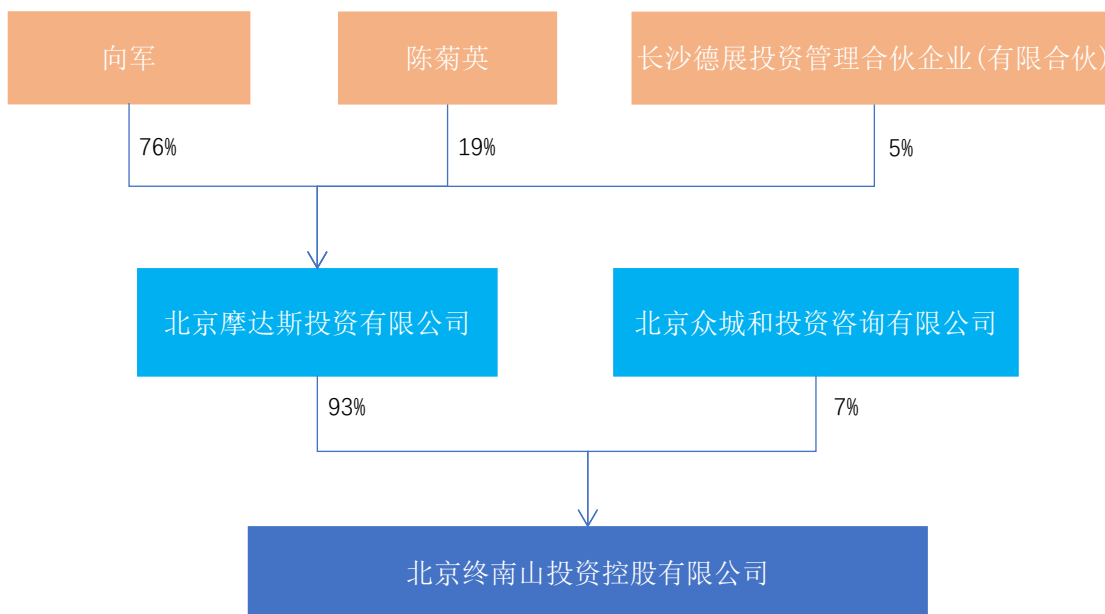 向军
陈菊英
长沙德展投资管理合伙企业(有限合伙)
76%
19%
5%
北京摩达斯投资有限公司
北京众城和投资咨询有限公司
93%
7%
北京终南山投资控股有限公司